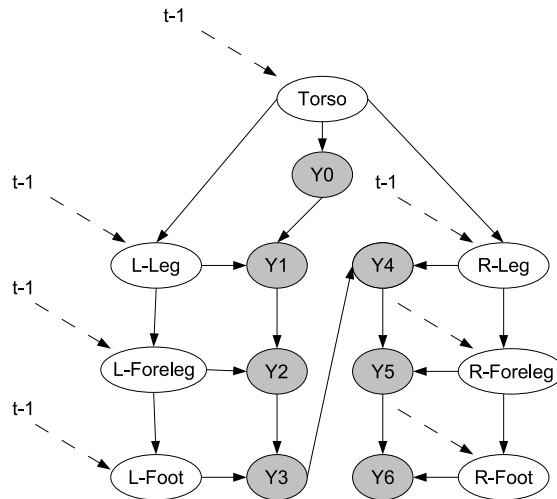 t-1
Torso
Y0
t-1
t-1
L-Leg
Y1
Y4
R-Leg
t-1
L-Foreleg
Y2
Y5
R-Foreleg
t-1
L-Foot
Y3
Y6
R-Foot